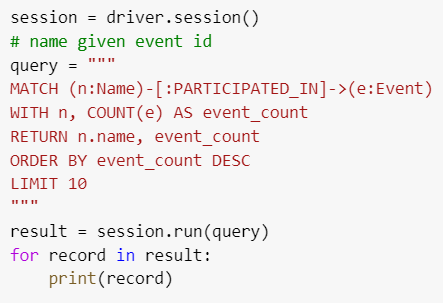 session = driver.session()
# name given event id
query = """
MATCH (n:Name)-[:PARTICIPATED_IN]->(e:Event)
WITH n, COUNT(e) AS event_count
RETURN n.name, event_count
ORDER BY event_count DESC
LIMIT 10
"""
result = session.run(query)
for record in result:
    print(record)